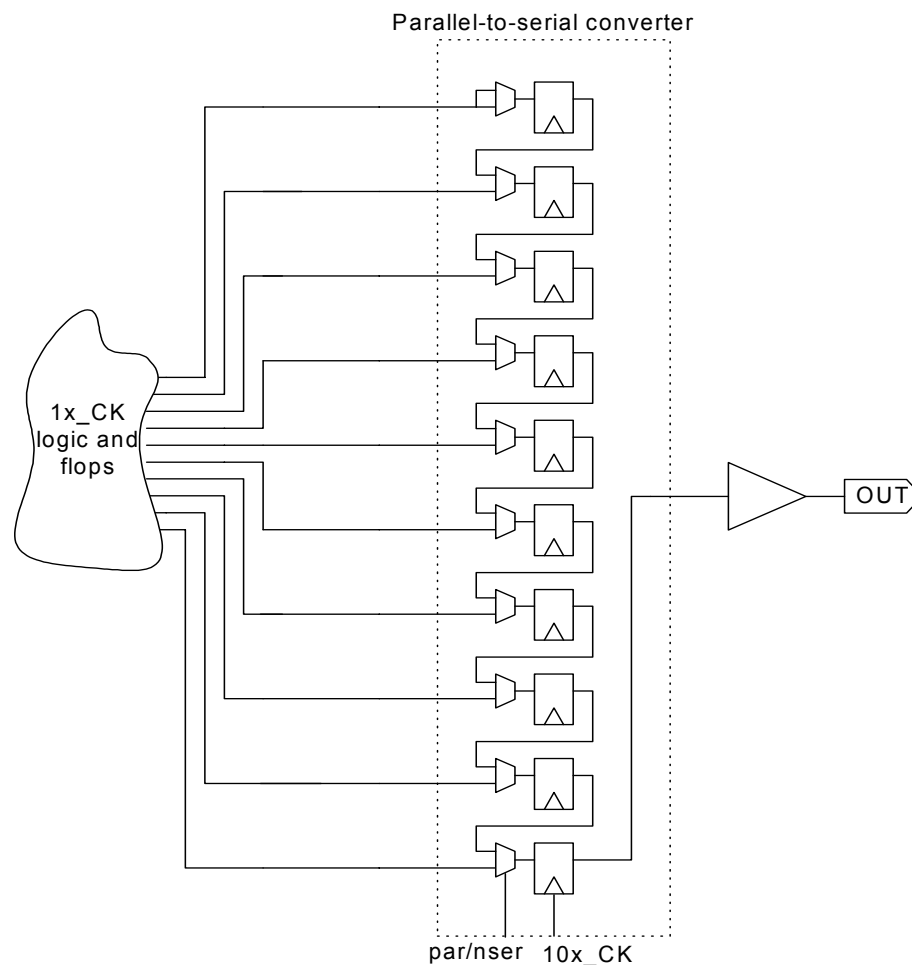 Parallel-to-serial converter
1x_CK
logic and
flops
OUT
par/nser
10x_CK